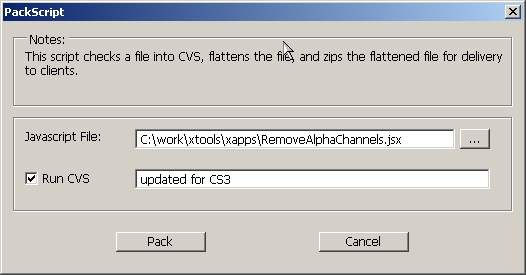 PackScript
Notes:
This script checks a file into CVS, flattens the file, and zips the flattened file for delivery
to clients.
Javascript File: C:\work\xtools\xapps\RemoveAlphaChannels.jsx ...
Run CVS updated for CS3
Pack Cancel